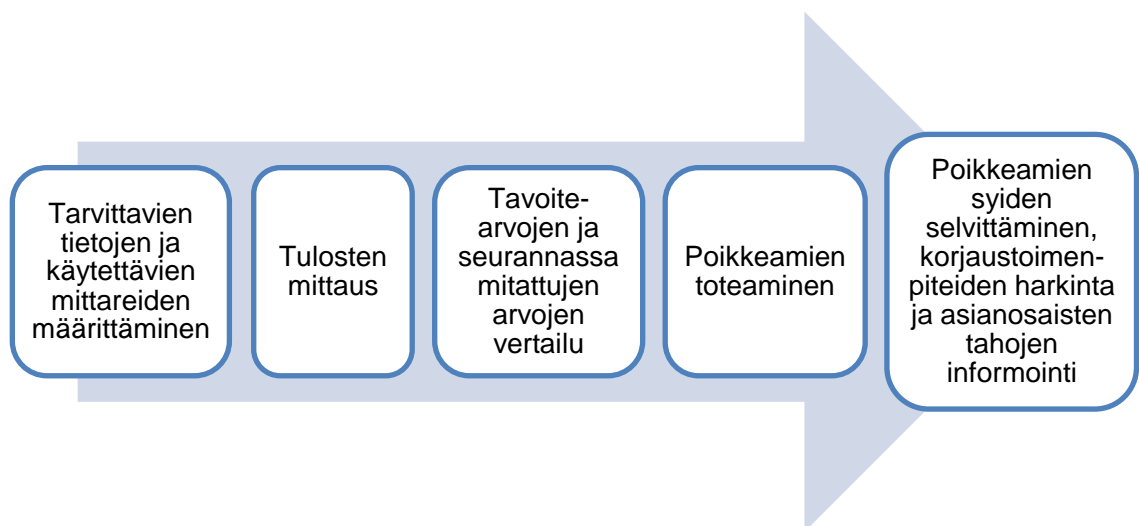 Tarvittavien
tietojen ja
käytettävien
mittareiden
määrittäminen
Tulosten
mittaus
Tavoite-
arvojen ja
seurannassa
mitattujen
arvojen
vertailu
Poikkeamien
toteaminen
Poikkeamien
syiden
selvittäminen,
korjaustoimen-
piteiden harkinta
ja asianosaisten
tahojen
informointi